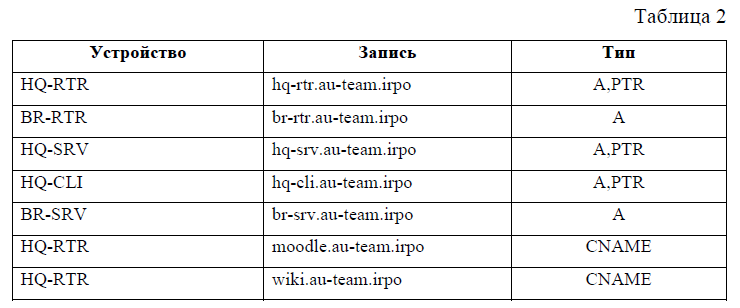 Таблица 2
Устройство Запись Тип
HQ-RTR hq-rtr.au-team.irpo A,PTR
BR-RTR br-rtr.au-team.irpo A
HQ-SRV hq-srv.au-team.irpo A,PTR
HQ-CLI hq-cli.au-team.irpo A,PTR
BR-SRV br-srv.au-team.irpo A
HQ-RTR moodle.au-team.irpo CNAME
HQ-RTR wiki.au-team.irpo CNAME